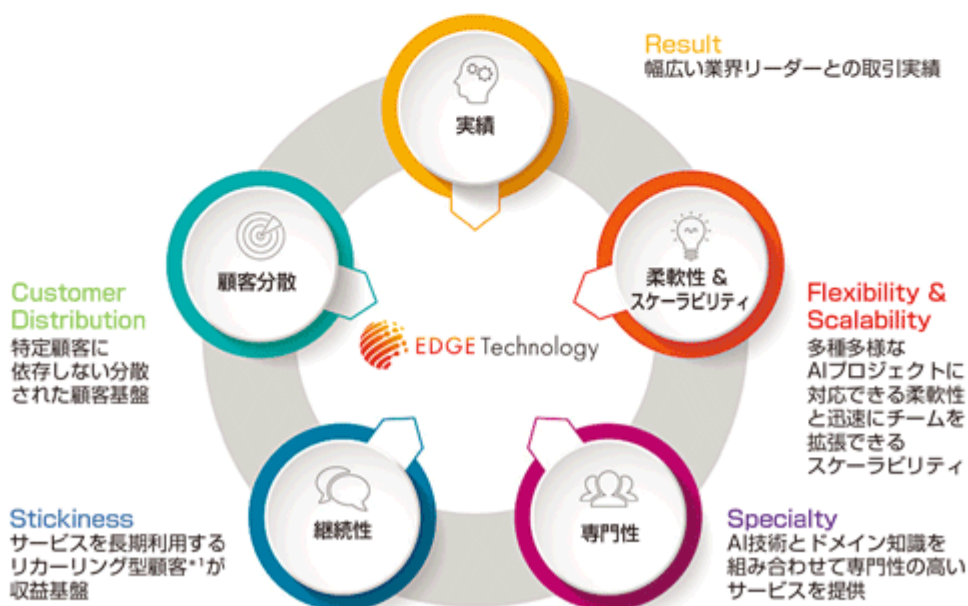 Result
幅広い業界リーダーとの取引実績
実績
顧客分散
柔軟性 &
スケーラビリティ
Customer
Distribution
特定顧客に
依存しない分散
された顧客基盤
EDGE Technology
Flexibility &
Scalability
多種多様な
AIプロジェクトに
対応できる柔軟性
と迅速にチームを
拡張できる
スケーラビリティ
継続性
専門性
Stickiness
サービスを長期利用する
リカーリング型顧客*1が
収益基盤
Specialty
AI技術とドメイン知識を
組み合わせて専門性の高い
サービスを提供